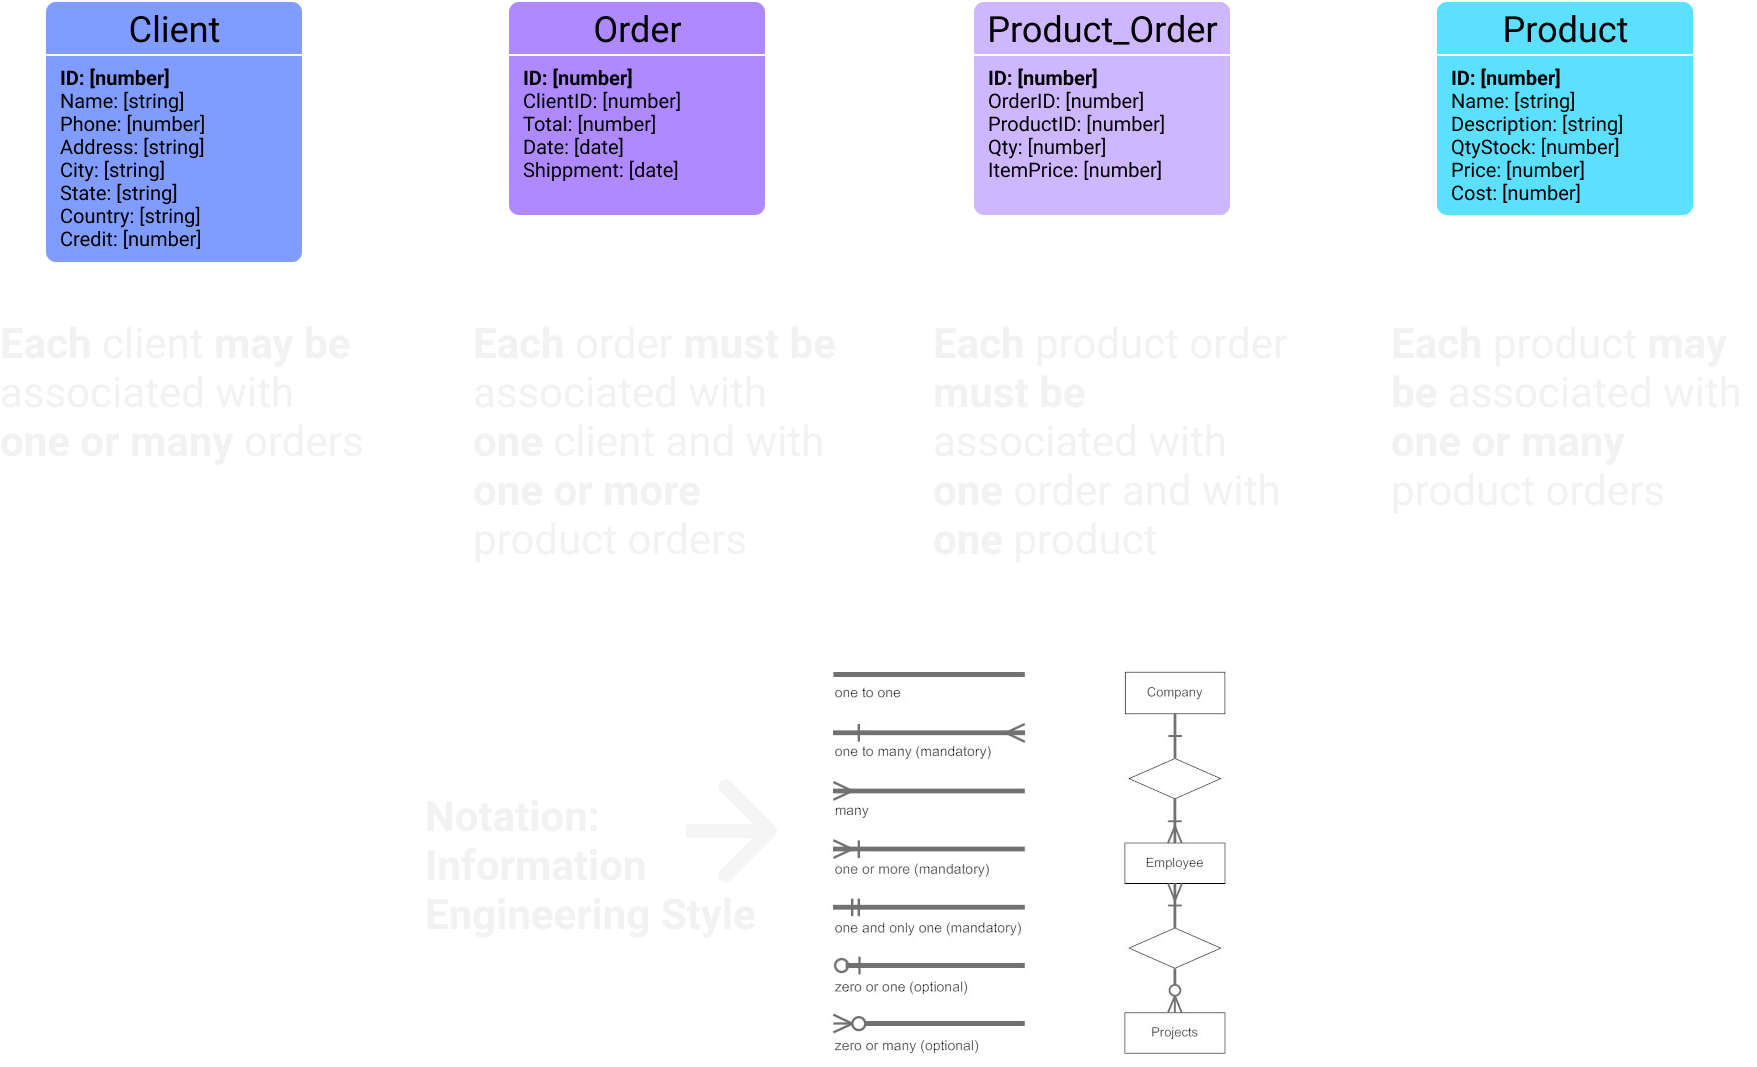 Client
ID: [number]
Name: [string]
Phone: [number]
Address: [string]
City: [string]
State: [string]
Country: [string]
Credit: [number]
Order
ID: [number]
ClientID: [number]
Total: [number]
Date: [date]
Shippment: [date]
Product_Order
ID: [number]
OrderID: [number]
ProductID: [number]
Qty: [number]
ItemPrice: [number]
Product
ID: [number]
Name: [string]
Description: [string]
QtyStock: [number]
Price: [number]
Cost: [number]
Each client may be
associated with
one or many orders
Each order must be
associated with
one client and with
one or more
product orders
Each product order
must be
associated with
one order and with
one product
Each product may
be associated with
one or many
product orders
Notation:
Information
Engineering Style
one to one
one to many (mandatory)
many
one or more (mandatory)
one and only one (mandatory)
zero or one (optional)
zero or many (optional)
Company
Employee
Projects